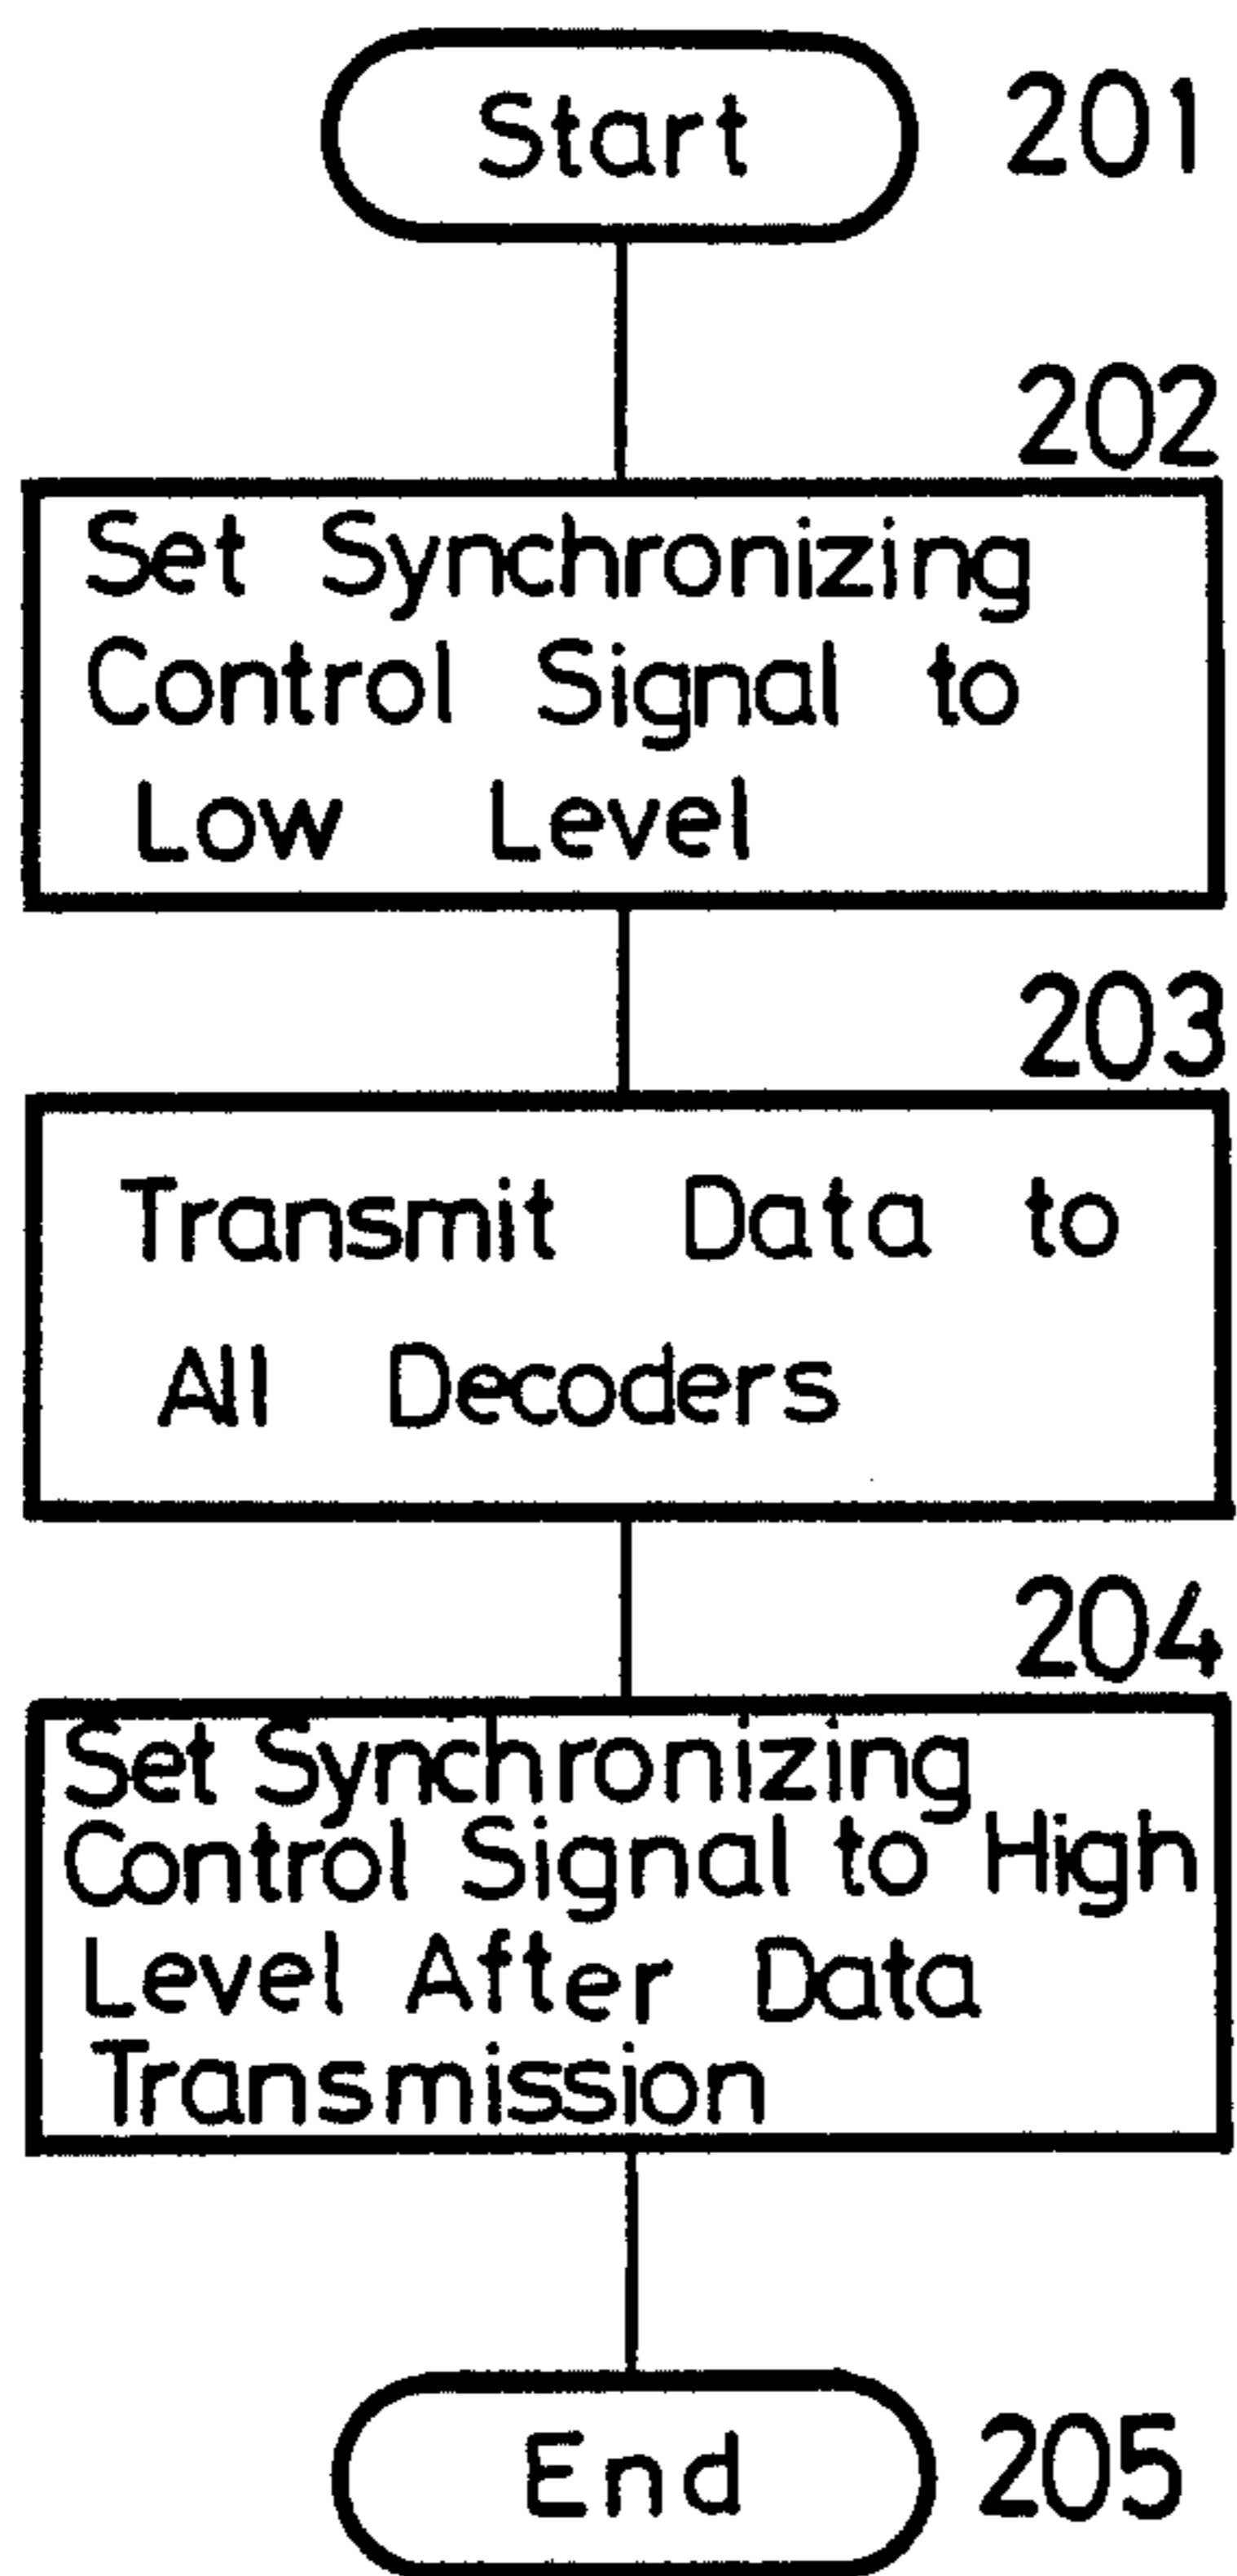 Start 201
202
Set Synchronizing
Control Signal to
Low Level
203
Transmit Data to
All Decoders
204
Set Synchronizing
Control Signal to High
Level After Data
Transmission
End 205